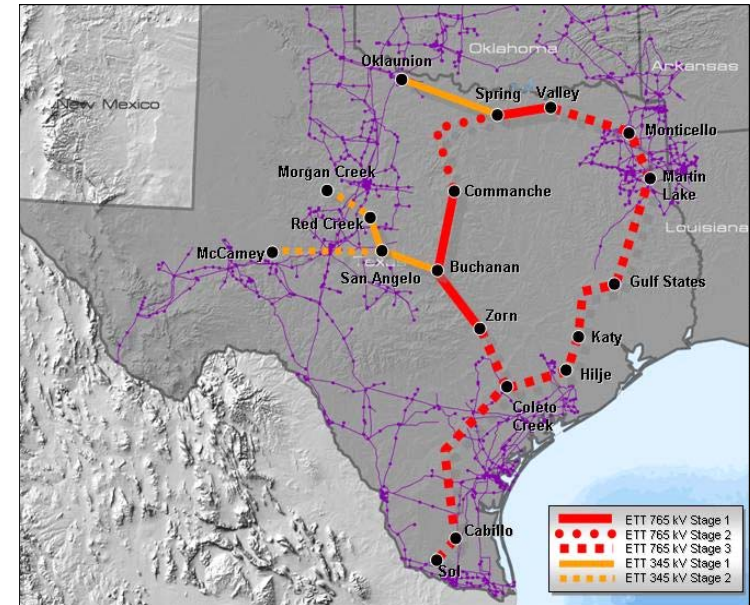 Oklahoma
Arkansas
New Mexico
Oklaunion
Spring
Valley
Monticello
Morgan Creek
Commanche
Martin
Lake
Red Creek
Louisiana
McCamey
San Angelo
Buchanan
Gulf States
Zorn
Katy
Hilje
Coleto
Creek
Cabillo
Sol
ETT 765 kV Stage 1
ETT 765 kV Stage 2
ETT 765 kV Stage 3
ETT 345 kV Stage 1
ETT 345 kV Stage 2